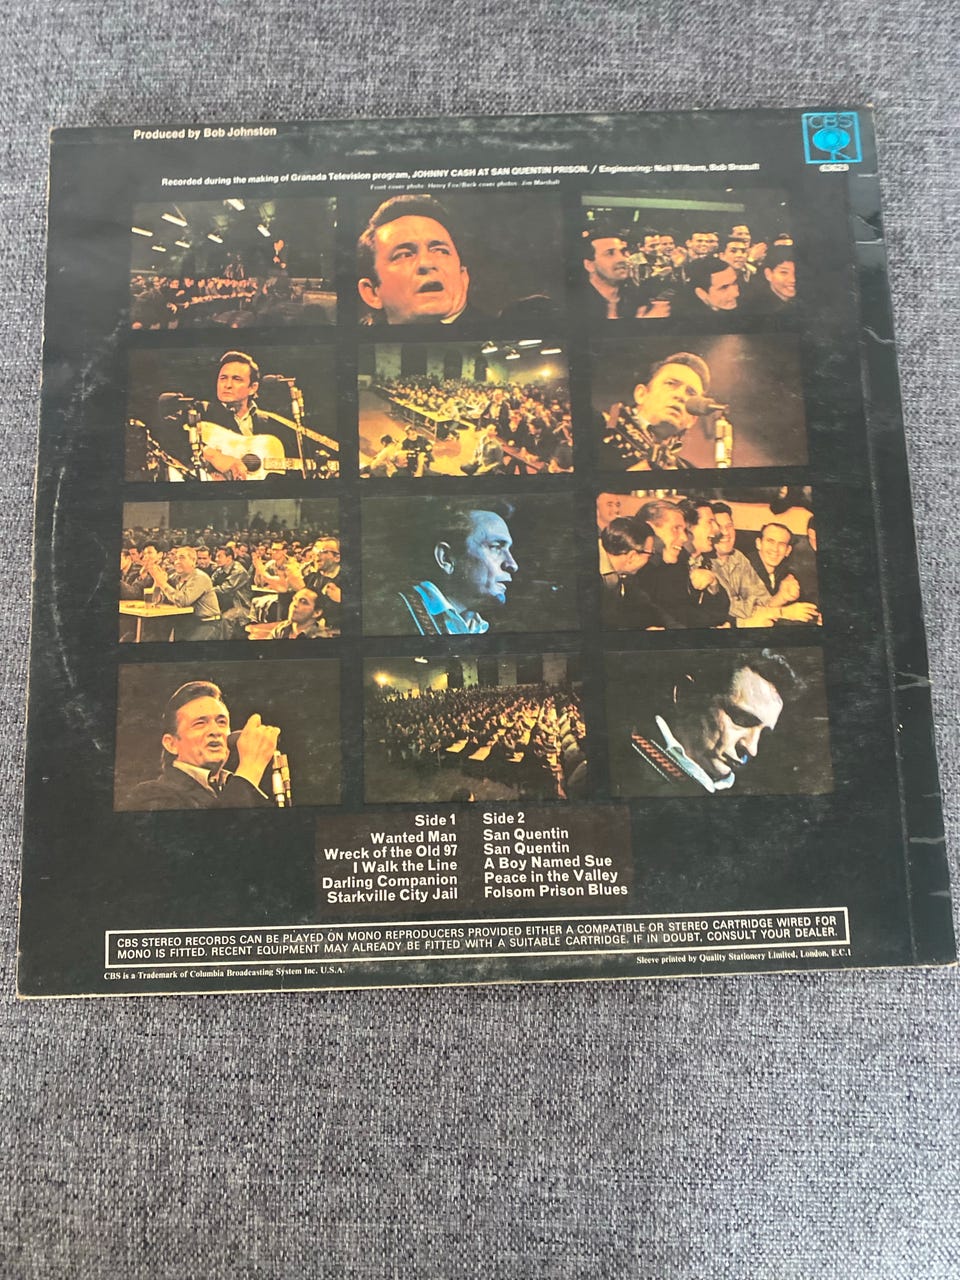 Produced by Bob Johnston
CBS
63629
Recorded during the making of Granada Television program, JOHNNY CASH AT SAN QUENTIN PRISON. / Engineering: Neil Wilburn, Bob Breault
Front cover photo: Henry Fox/Back cover photos: Jim Marshall
Side 1
Wanted Man
Wreck of the Old 97
I Walk the Line
Darling Companion
Starkville City Jail
Side 2
San Quentin
San Quentin
A Boy Named Sue
Peace in the Valley
Folsom Prison Blues
CBS STEREO RECORDS CAN BE PLAYED ON MONO REPRODUCERS PROVIDED EITHER A COMPATIBLE OR STEREO CARTRIDGE WIRED FOR
MONO IS FITTED. RECENT EQUIPMENT MAY ALREADY BE FITTED WITH A SUITABLE CARTRIDGE. IF IN DOUBT, CONSULT YOUR DEALER.
CBS is a Trademark of Columbia Broadcasting System Inc. U.S.A.
Sleeve printed by Quality Stationery Limited, London, E.C.1